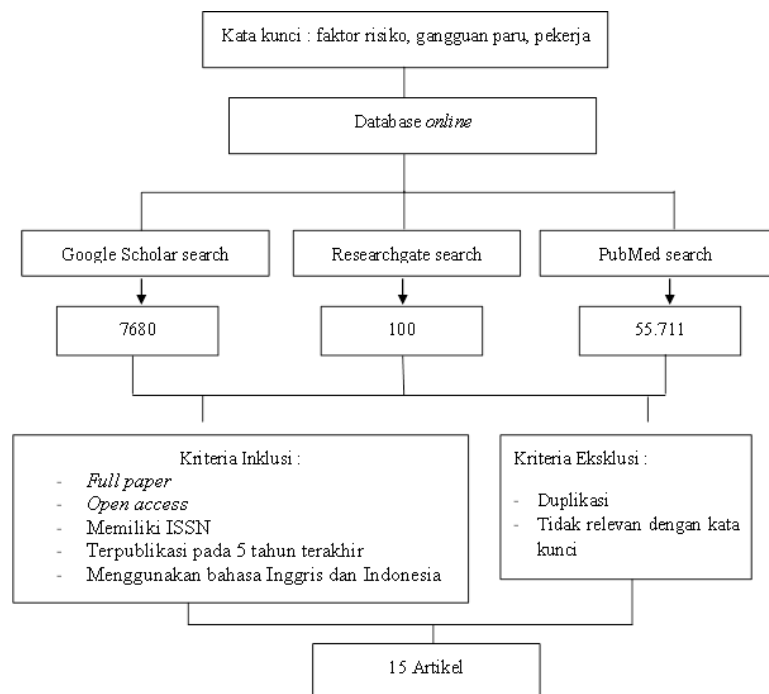 Kata kunci : faktor risiko, gangguan paru, pekerja
Database online
Google Scholar search
Researchgate search
PubMed search
7680
100
55.711
Kriteria Inklusi :
- Full paper
- Open access
- Memiliki ISSN
- Terpublikasi pada 5 tahun terakhir
- Menggunakan bahasa Inggris dan Indonesia
Kriteria Eksklusi :
- Duplikasi
- Tidak relevan dengan kata
kunci
15 Artikel